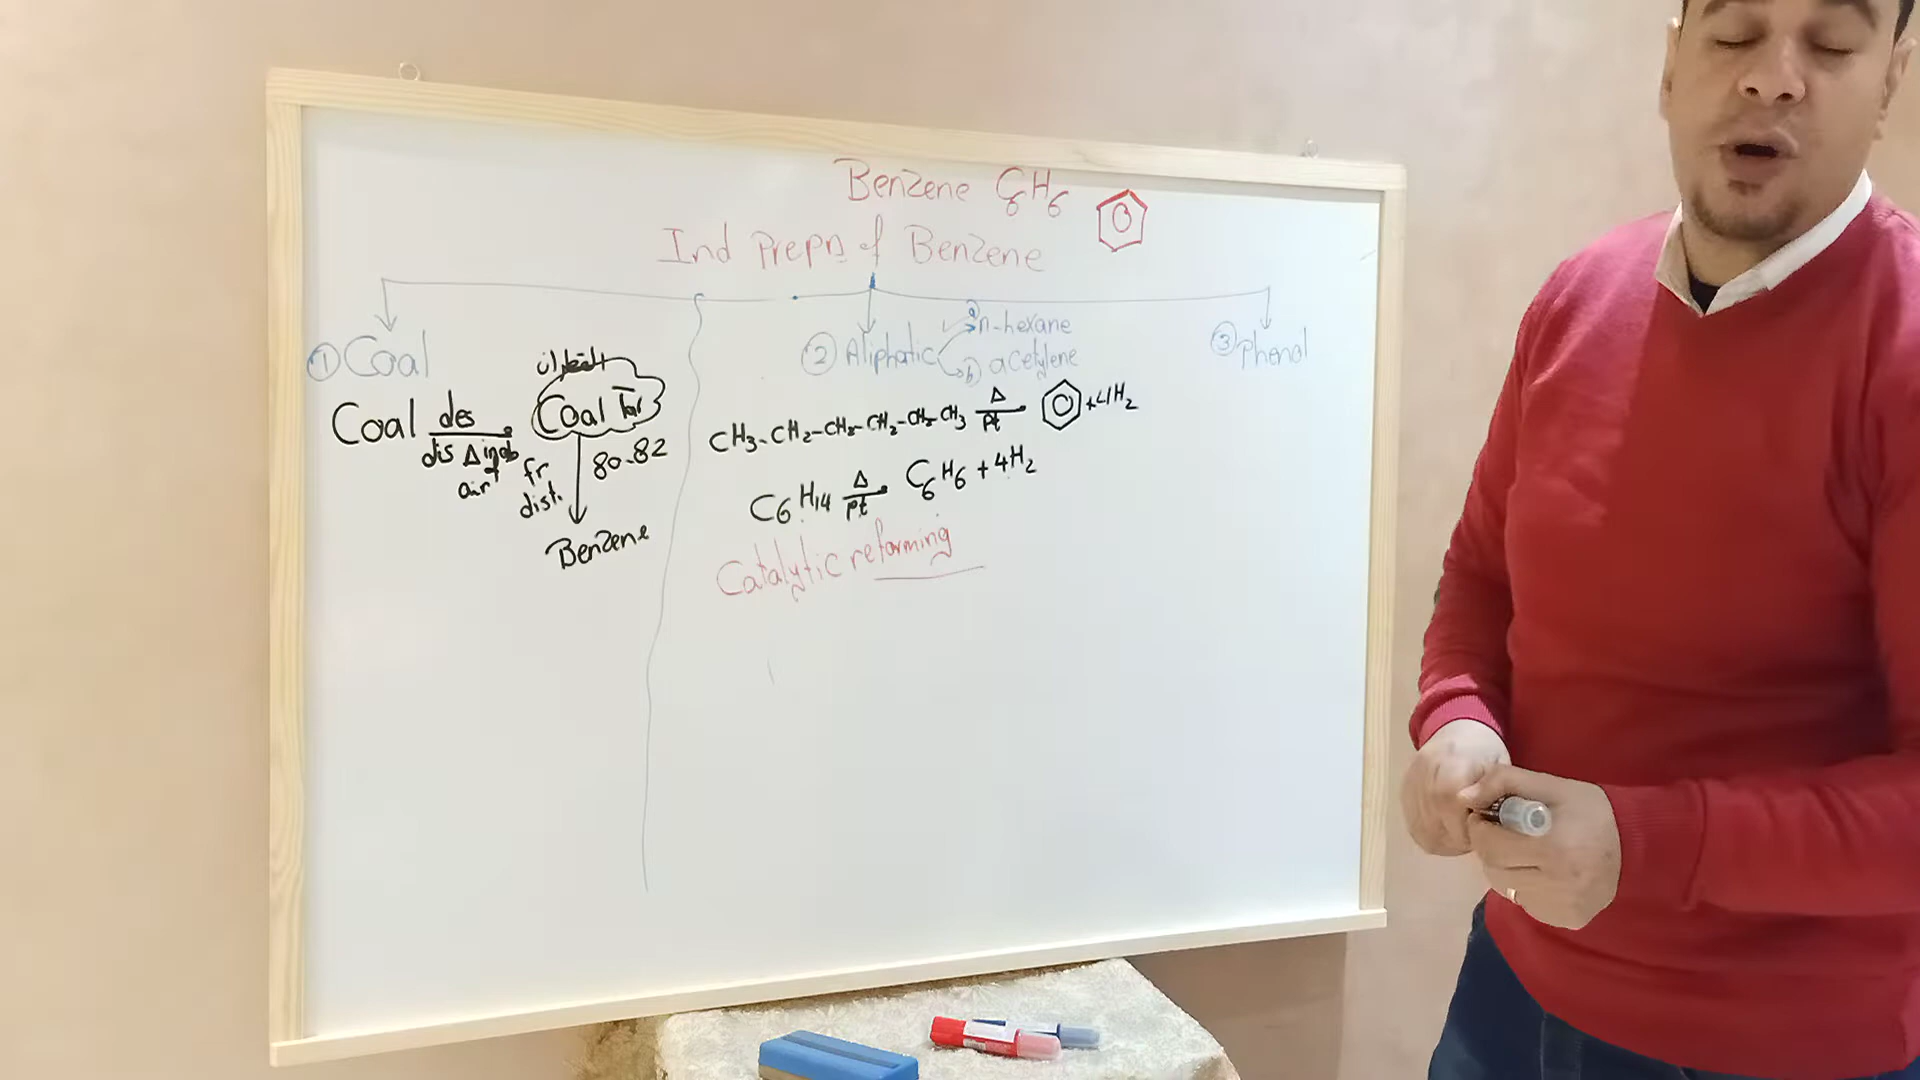 Benzene C6H6
Ind Prepn of Benzene
① Coal
Coal des dis Δ in ab air
Coal Tar
fr dist. 80-82
Benzene
② Aliphatic
a n-hexane
b acetylene
CH3-CH2-CH2-CH2-CH2-CH3 Δ pt + 4H2
C6H14 Δ pt C6H6 + 4H2
Catalytic reforming
③ phenol